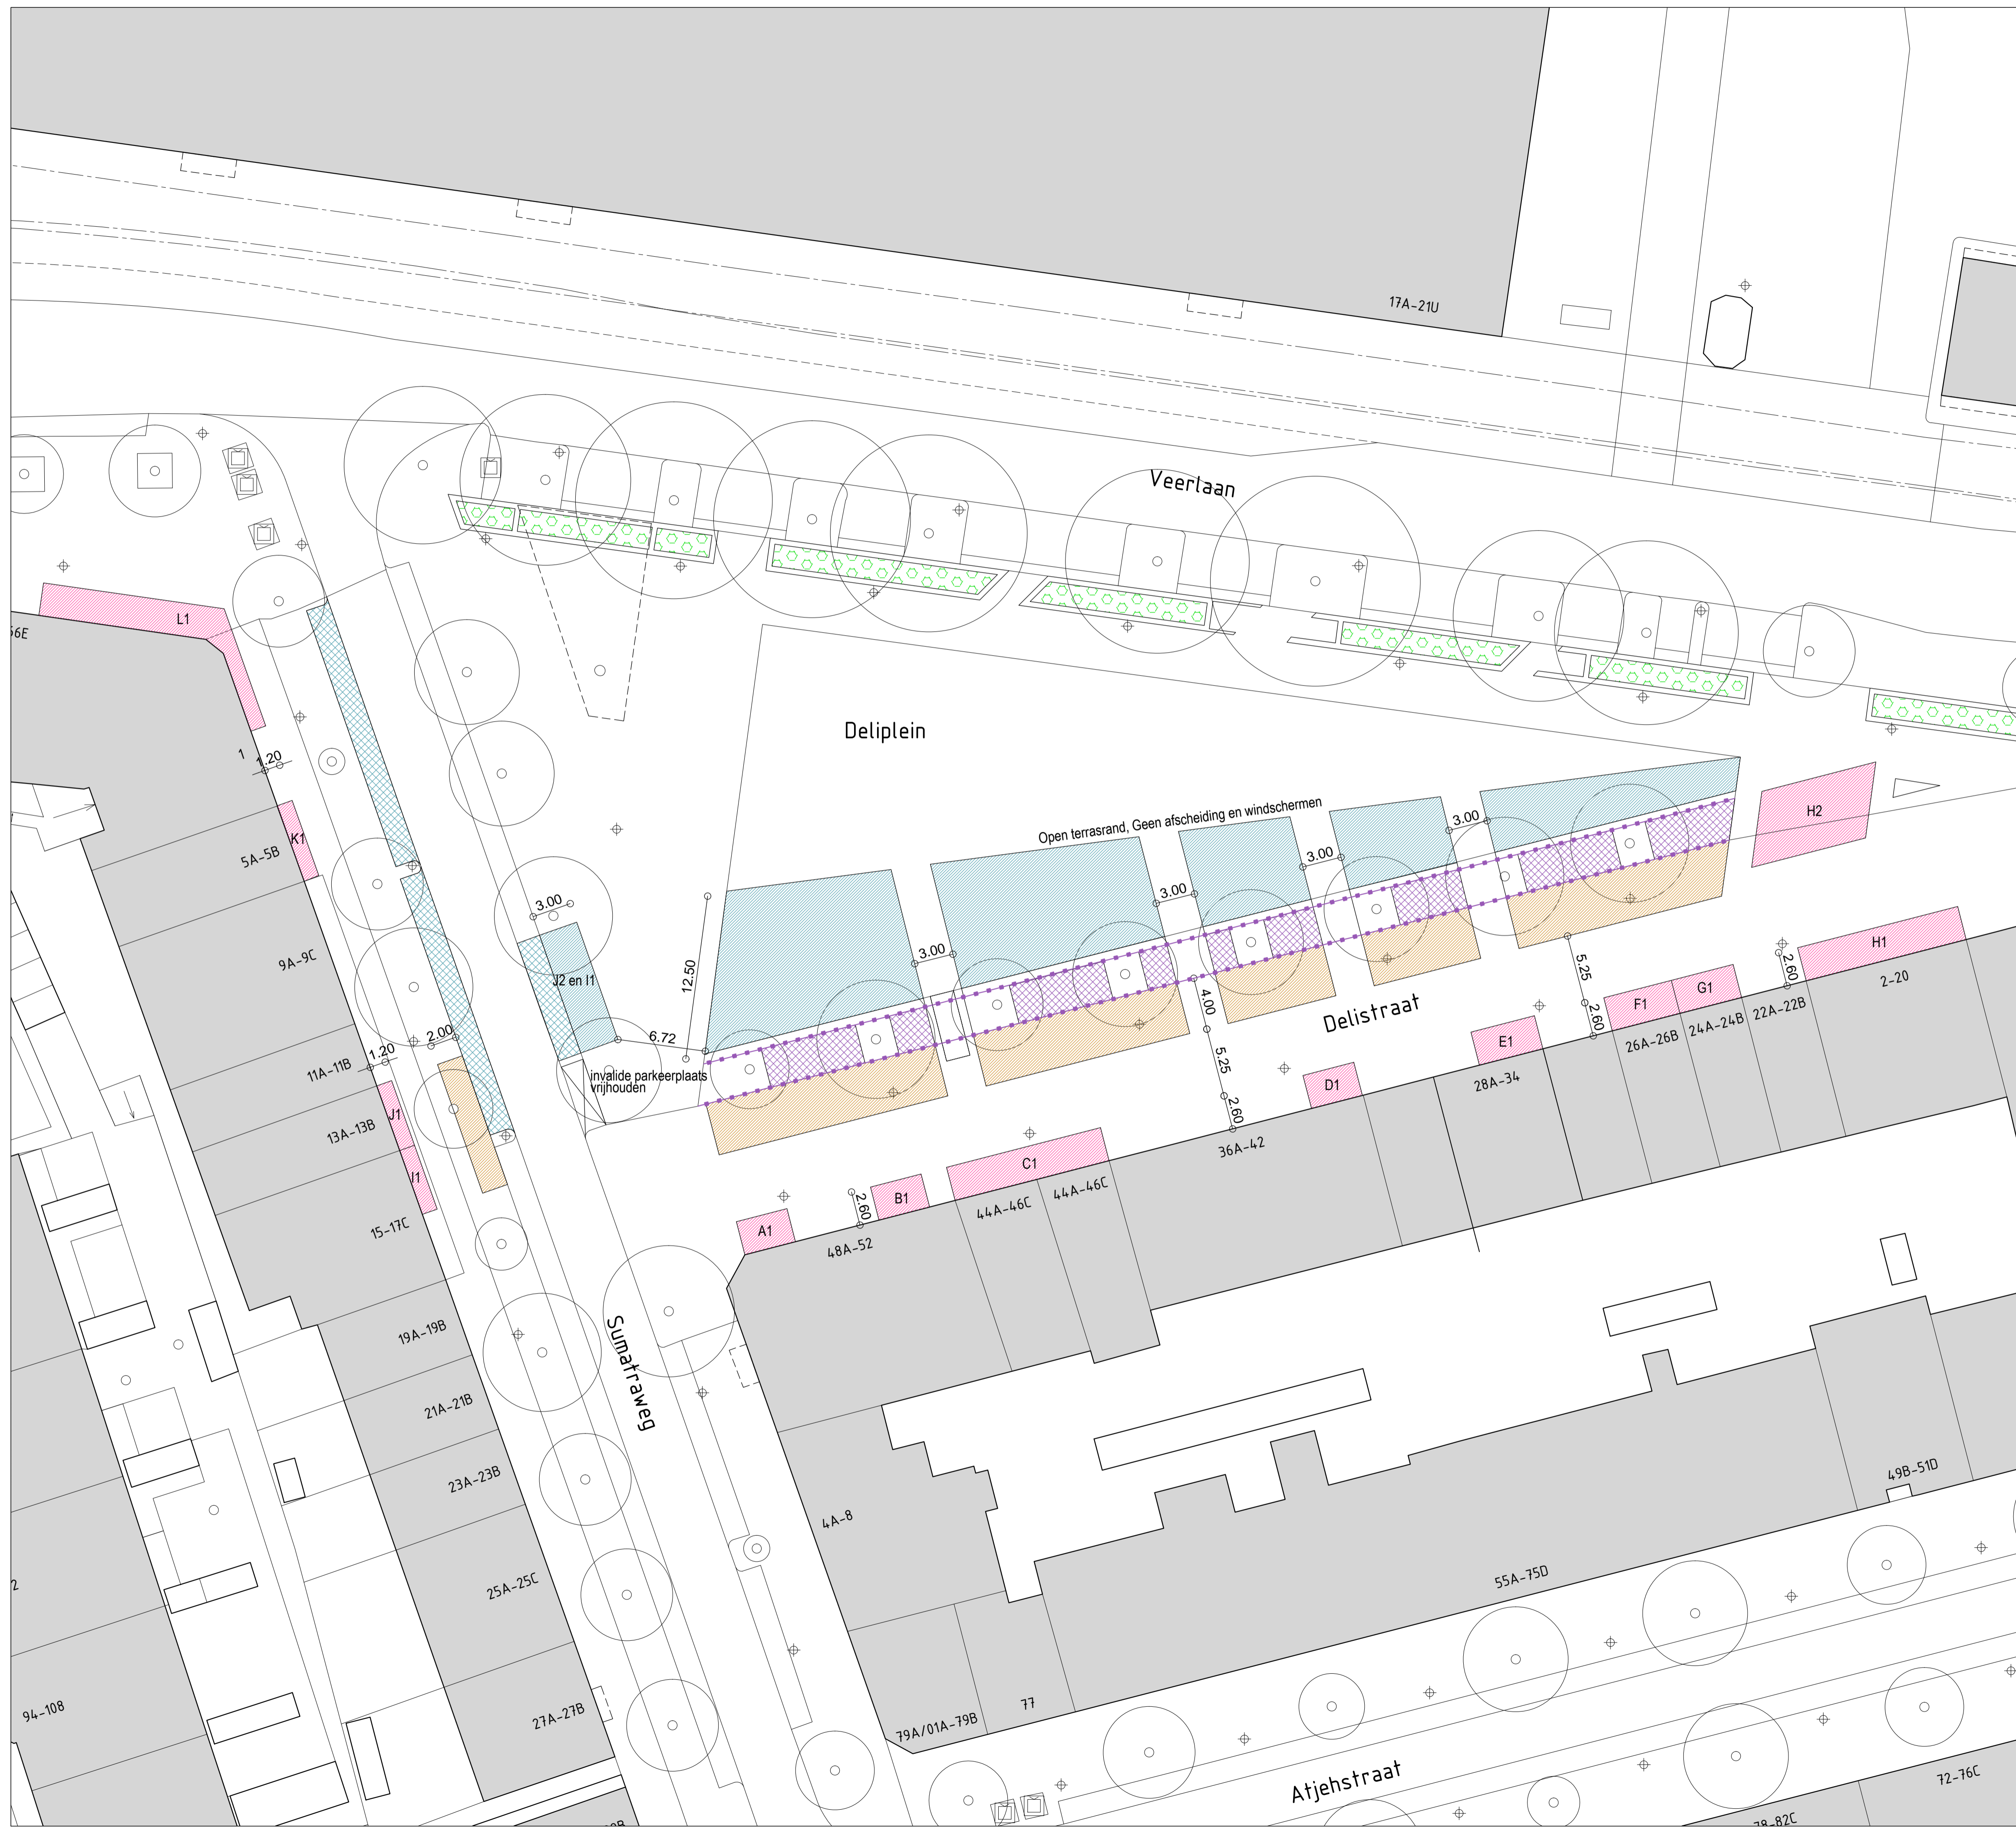 17A-21U
Veerlaan
L1
1
1.20
Deliplein
Open terrasrand, Geen afscheiding en windschermen
3.00
3.00
3.00
3.00
3.00
H2
K1
5A-5B
9A-9C
J2 en I1
12.50
6.72
invalide parkeerplaats
vrijhouden
2.00
1.20
11A-11B
J1
13A-13B
I1
15-17C
4.00
5.25
2.60
Delistraat
5.25
2.60
2.60
H1
2-20
G1
F1
22A-22B
24A-24B
26A-26B
E1
28A-34
D1
36A-42
C1
44A-46C
44A-46C
B1
2.60
A1
48A-52
19A-19B
Sumatraweg
21A-21B
23A-23B
4A-8
49B-51D
55A-75D
25A-25C
27A-27B
94-108
77
79A/01A-79B
Atjehstraat
72-76C
78-82C